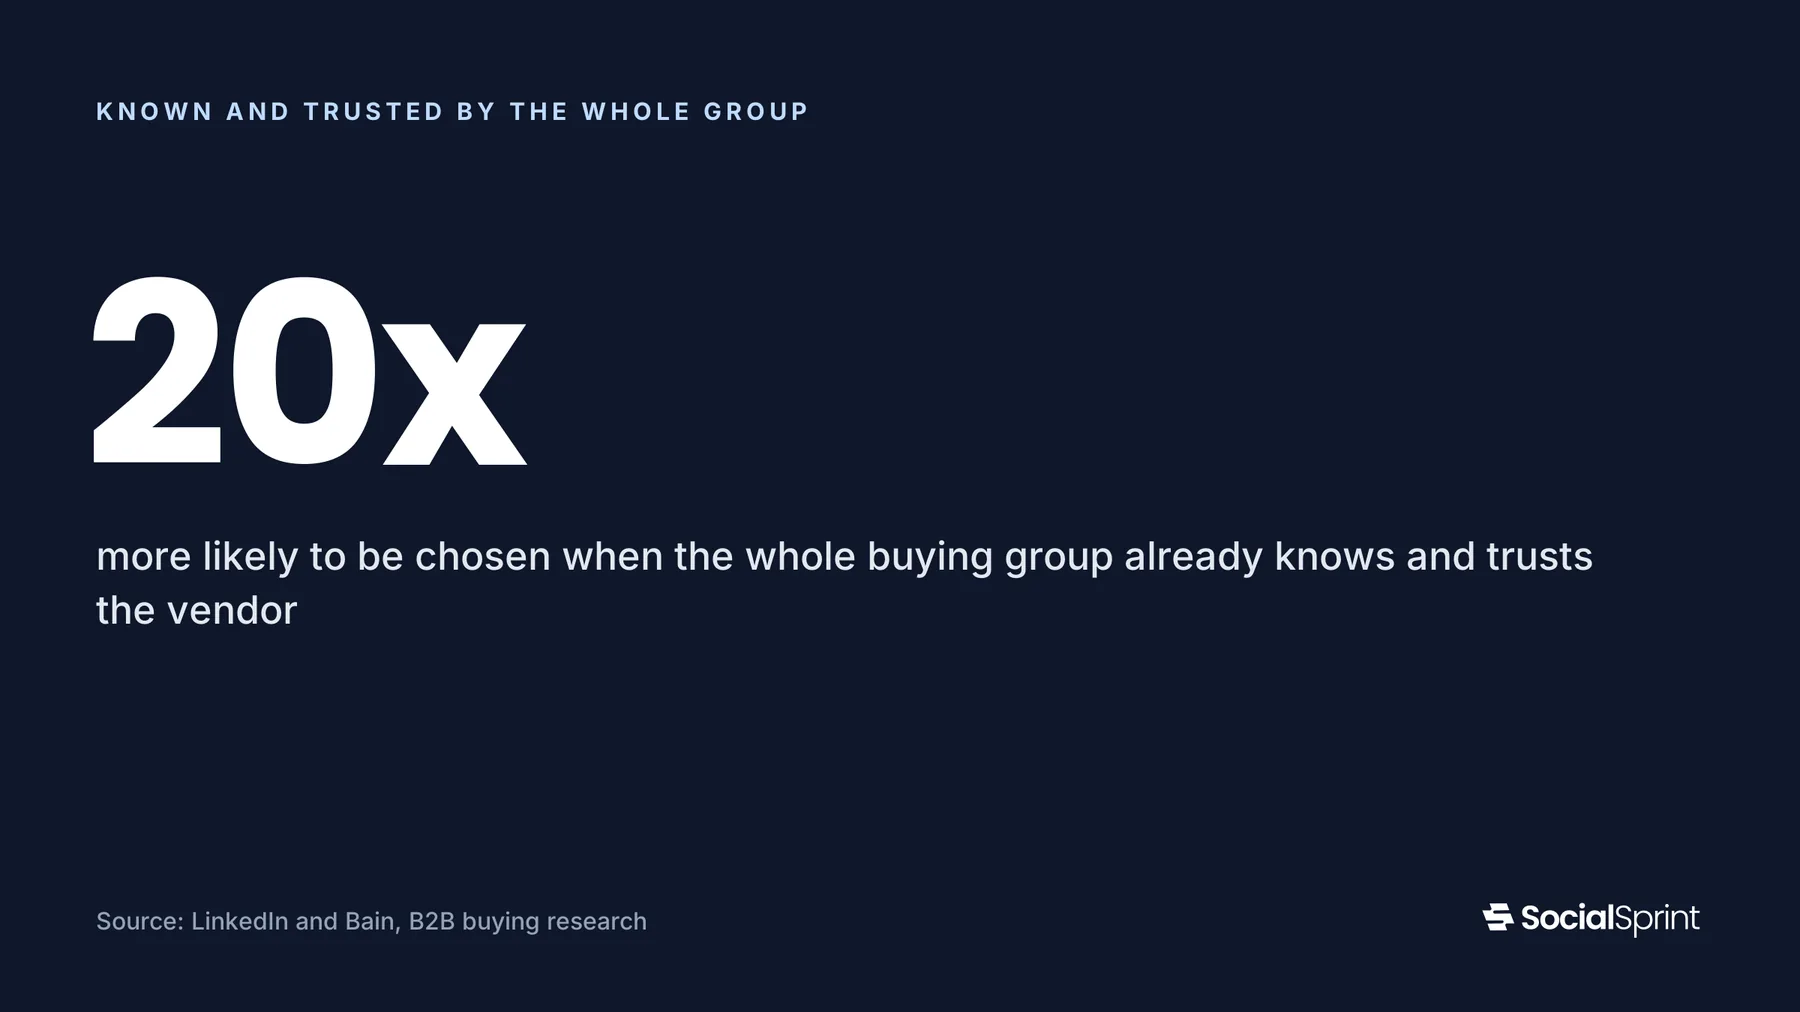 KNOWN AND TRUSTED BY THE WHOLE GROUP
20x
more likely to be chosen when the whole buying group already knows and trusts
the vendor
Source: LinkedIn and Bain, B2B buying research
SocialSprint